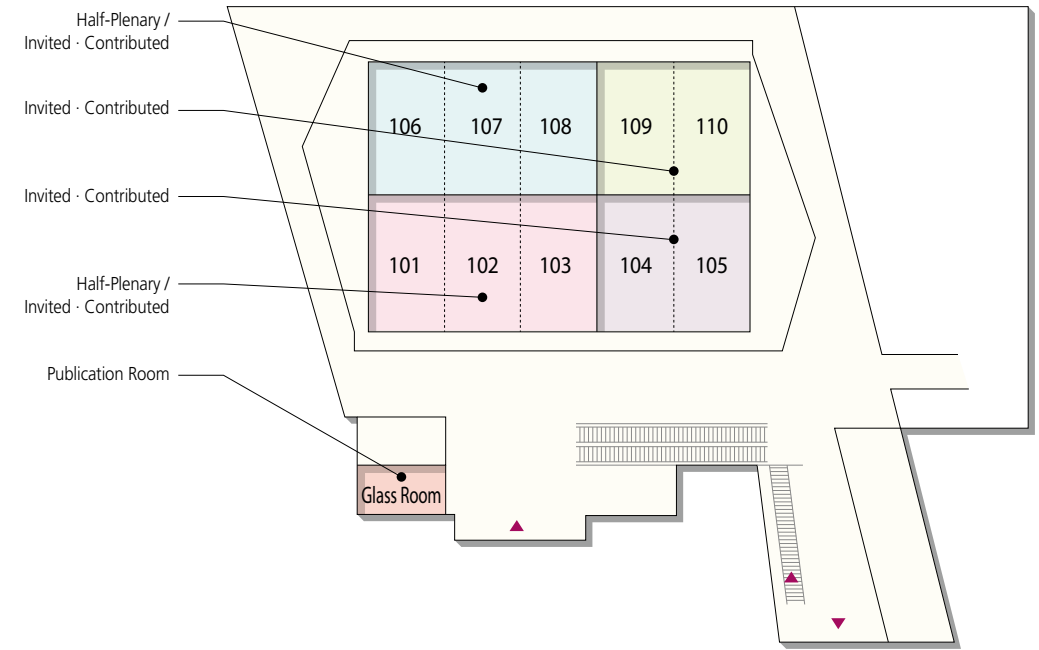 Half-Plenary /
Invited · Contributed
Invited · Contributed
Invited · Contributed
Half-Plenary /
Invited · Contributed
Publication Room
106 107 108 109 110
101 102 103 104 105
Glass Room